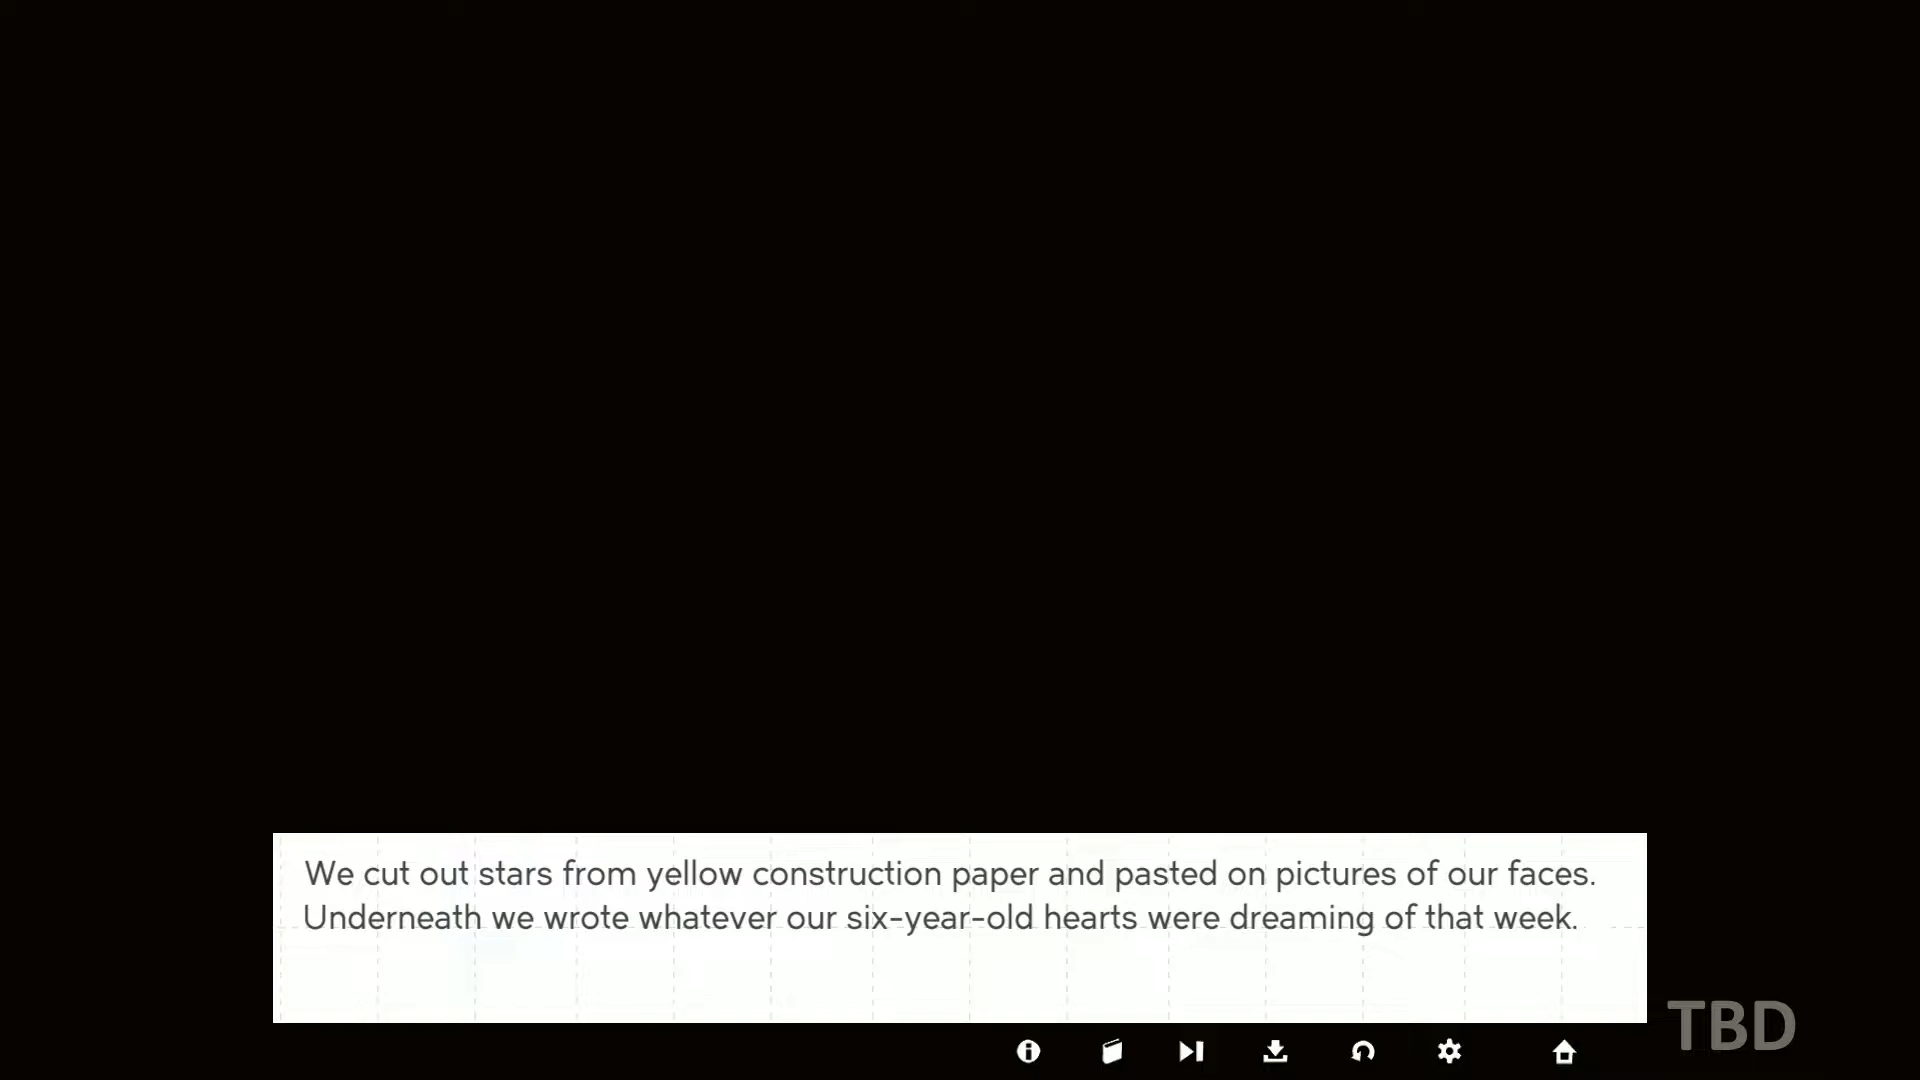 We cut out stars from yellow construction paper and pasted on pictures of our faces.
Underneath we wrote whatever our six-year-old hearts were dreaming of that week.
TBD